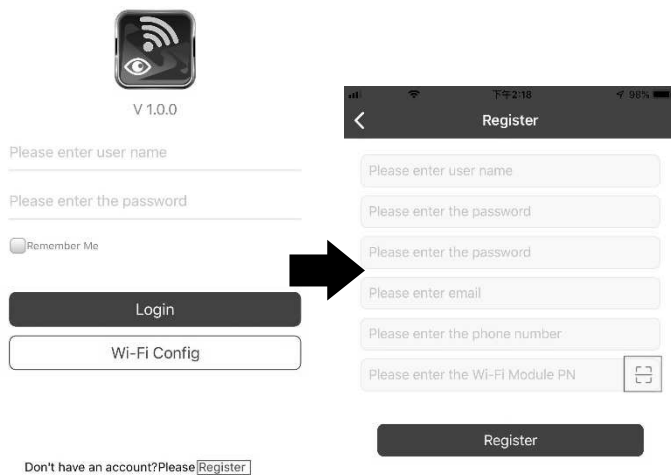 V 1.0.0
Please enter user name
Please enter the password
Remember Me
Login
Wi-Fi Config
Don't have an account?Please Register
下午2:18
98%
Register
Please enter user name
Please enter the password
Please enter the password
Please enter email
Please enter the phone number
Please enter the Wi-Fi Module PN
Register